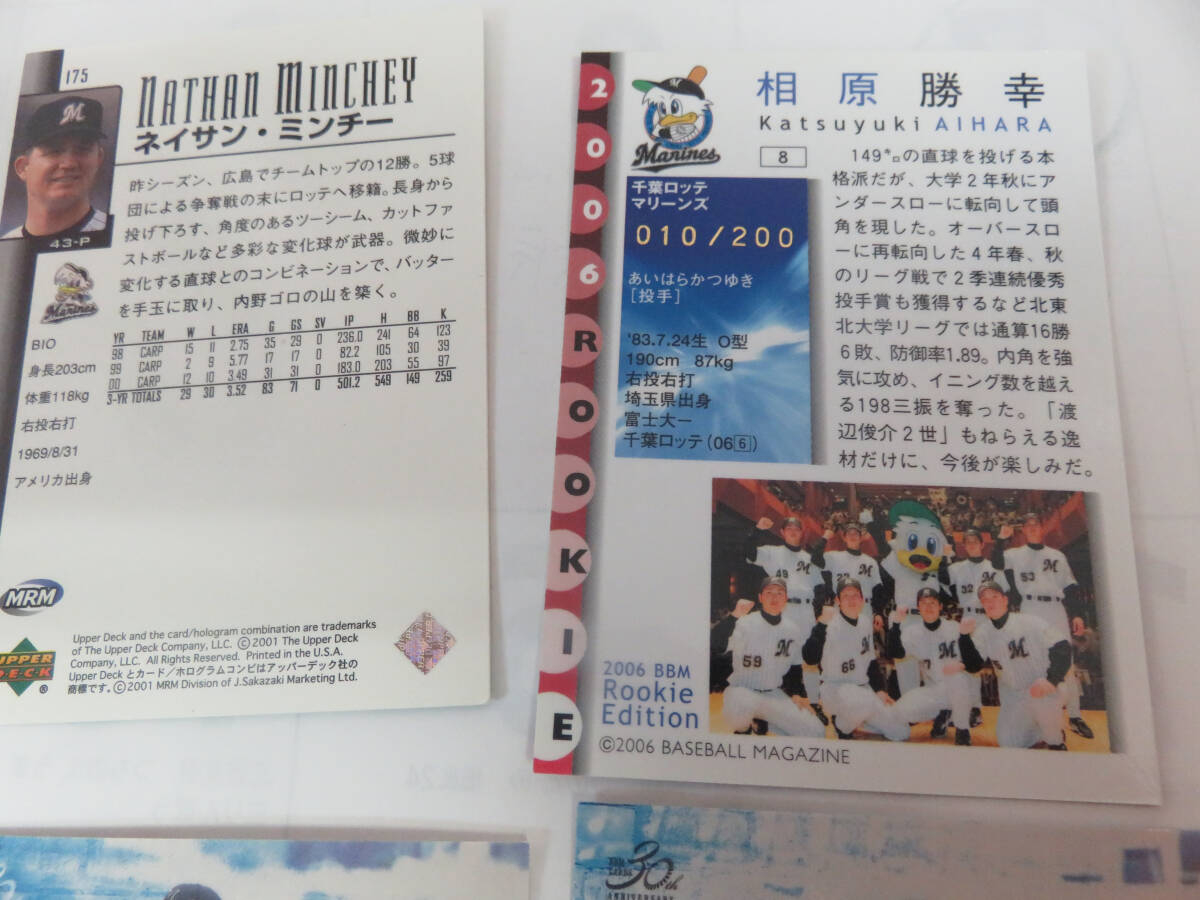 175
NATHAN MINCHEY
ネイサン・ミンチー
M
43-P
昨シーズン、広島でチームトップの12勝。5球
団による争奪戦の末にロッテへ移籍。長身から
投げ下ろす、角度のあるツーシーム、カットファ
ストボールなど多彩な変化球が武器。微妙に
変化する直球とのコンビネーションで、バッター
を手玉に取り、内野ゴロの山を築く。
Marines
BIO
身長203cm
体重118kg
右投右打
1969/8/31
アメリカ出身
YR TEAM W L ERA G GS SV IP H BB K
98 CARP 15 11 2.75 35 29 0 236.0 241 64 123
99 CARP 2 9 5.77 17 17 0 82.2 105 30 39
00 CARP 12 10 3.49 31 31 0 183.0 203 55 97
3-YR TOTALS 29 30 3.52 83 71 0 501.2 549 149 259
MRM
UPPER DECK
®
Upper Deck and the card/hologram combination are trademarks
of The Upper Deck Company, LLC. ©2001 The Upper Deck
Company, LLC. All Rights Reserved. Printed in the U.S.A.
Upper Deckとカード/ホログラムコンビはアッパーデック社の
商標です。©2001 MRM Division of J.Sakazaki Marketing Ltd.
2006 ROOKIE
Marines
相原勝幸
Katsuyuki AIHARA
8
千葉ロッテ
マリーンズ
010/200
あいはらかつゆき
[投手]
'83.7.24生 O型
190cm 87kg
右投右打
埼玉県出身
富士大―
千葉ロッテ(06⑥)
149㌔の直球を投げる本
格派だが、大学2年秋にア
ンダースローに転向して頭
角を現した。オーバースロ
ーに再転向した4年春、秋
のリーグ戦で2季連続優秀
投手賞も獲得するなど北東
北大学リーグでは通算16勝
6敗、防御率1.89。内角を強
気に攻め、イニング数を越え
る198三振を奪った。「渡
辺俊介2世」もねらえる逸
材だけに、今後が楽しみだ。
49
32
53
59
66
2006 BBM
Rookie
Edition
©2006 BASEBALL MAGAZINE
30th
ANNIVERSARY